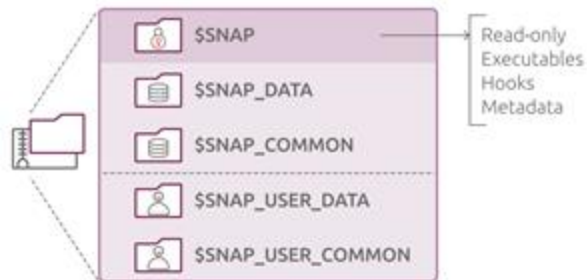 $SNAP
Read-only
Executables
Hooks
Metadata
$SNAP_DATA
$SNAP_COMMON
$SNAP_USER_DATA
$SNAP_USER_COMMON